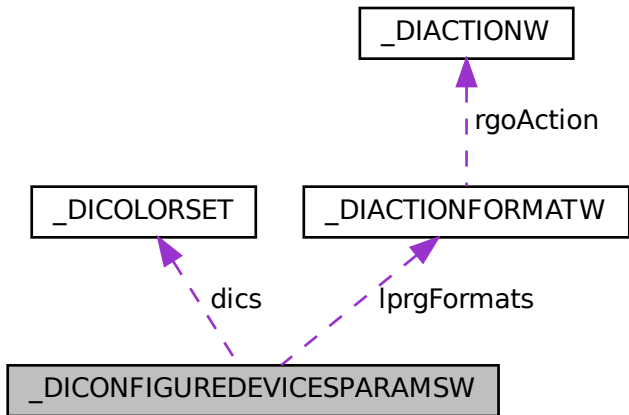 _DIACTIONW
rgoAction
_DICOLORSET
_DIACTIONFORMATW
dics
lprgFormats
_DICONFIGUREDEVICESPARAMSW